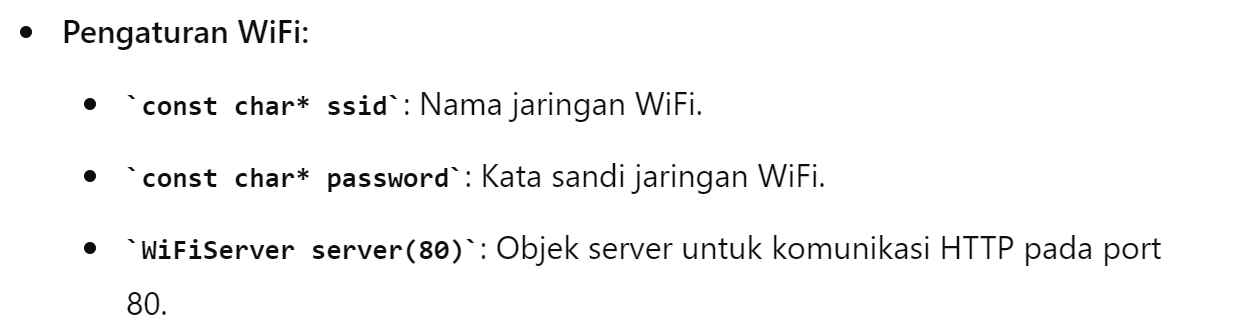 • Pengaturan WiFi:
• `const char* ssid`: Nama jaringan WiFi.
• `const char* password`: Kata sandi jaringan WiFi.
• `WiFiServer server(80)`: Objek server untuk komunikasi HTTP pada port
80.